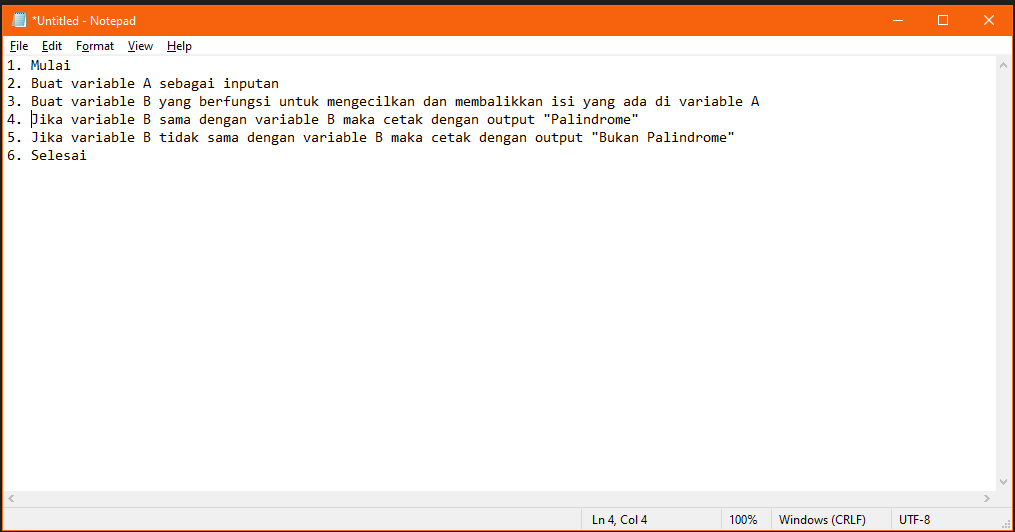 *Untitled - Notepad
File Edit Format View Help
1. Mulai
2. Buat variable A sebagai inputan
3. Buat variable B yang berfungsi untuk mengecilkan dan membalikkan isi yang ada di variable A
4. Jika variable B sama dengan variable B maka cetak dengan output "Palindrome"
5. Jika variable B tidak sama dengan variable B maka cetak dengan output "Bukan Palindrome"
6. Selesai
Ln 4, Col 4 100% Windows (CRLF) UTF-8